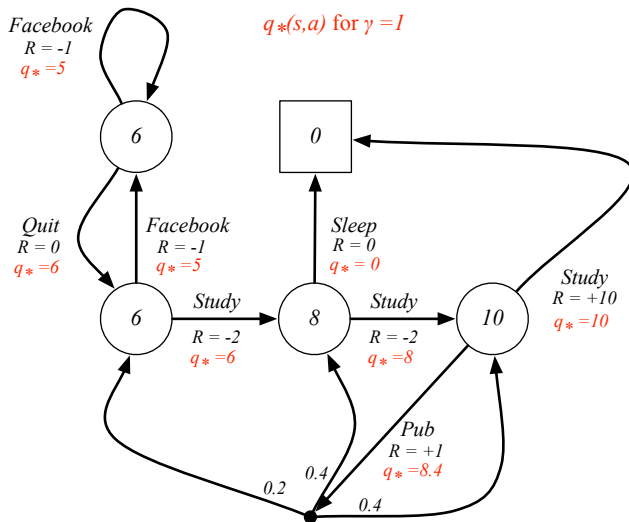 Facebook
R = -1
q* =5
q*(s,a) for γ =1
6
0
Quit
R = 0
q* =6
Facebook
R = -1
q* =5
Sleep
R = 0
q* = 0
Study
R = +10
q* =10
6
Study
R = -2
q* =6
8
Study
R = -2
q* =8
10
Pub
R = +1
q* =8.4
0.2
0.4
0.4